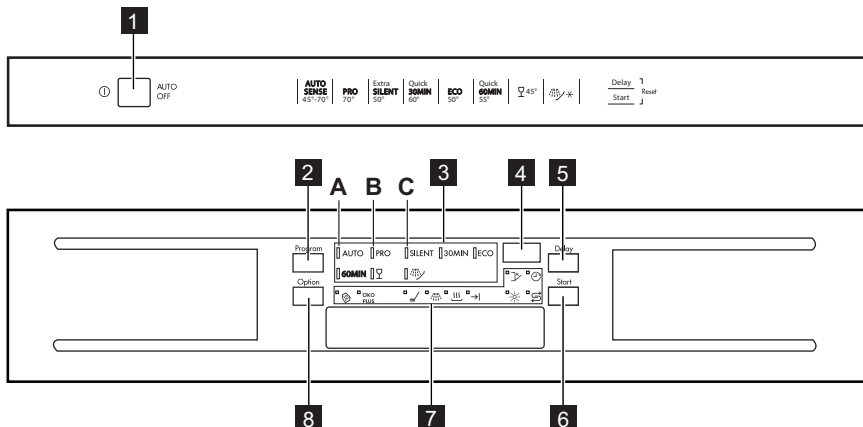 1
AUTO OFF
AUTO SENSE 45°-70°
PRO 70°
Extra SILENT 50°
Quick 30MIN 60°
ECO 50°
Quick 60MIN 55°
45°
Delay
Start
Reset
2 A B C 3 4 5
Program
AUTO PRO SILENT 30MIN ECO
Delay
60MIN
Option
ÖKO PLUS
Start
8 7 6